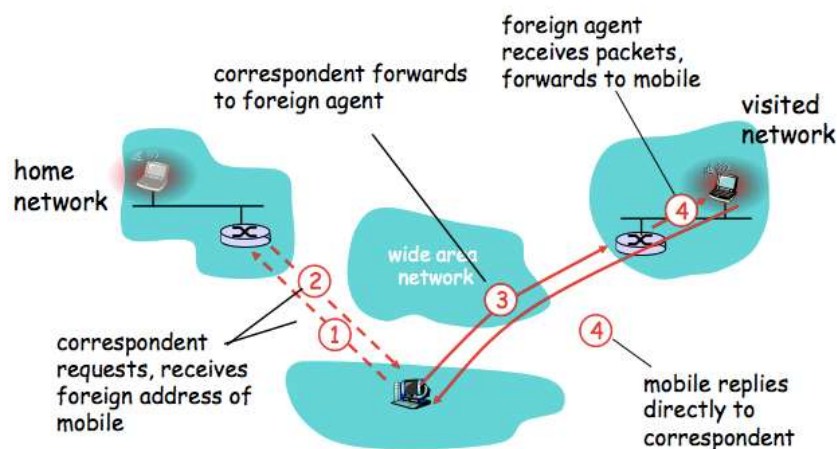 foreign agent
receives packets,
forwards to mobile
correspondent forwards
to foreign agent
visited
network
home
network
wide area
network
4
2
3
1
4
correspondent
requests, receives
foreign address of
mobile
mobile replies
directly to
correspondent